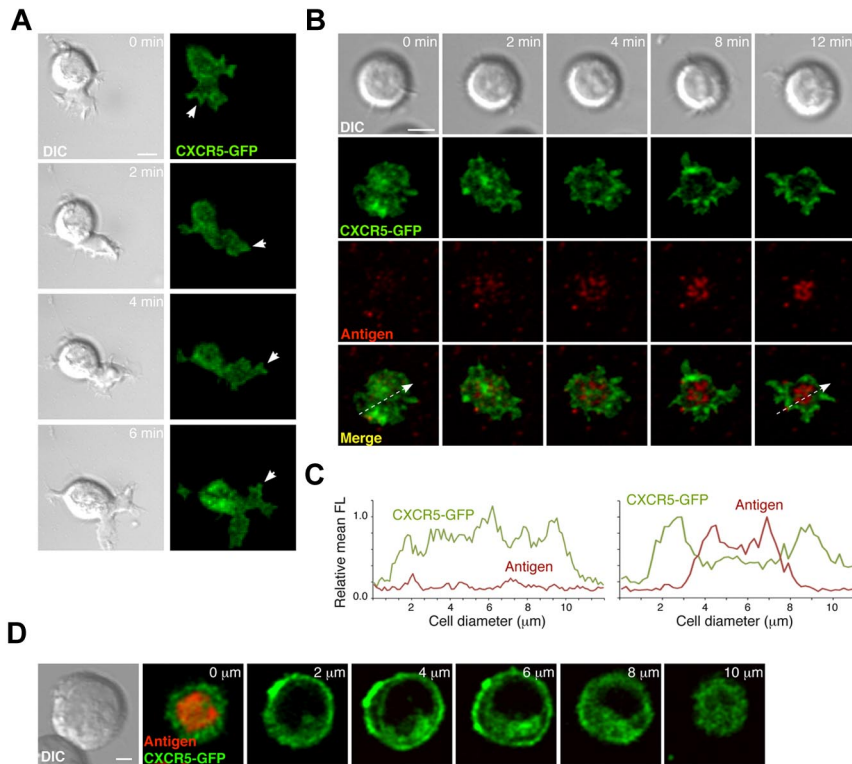 A
0 min
DIC
CXCR5-GFP
2 min
4 min
6 min
B
0 min
2 min
4 min
8 min
12 min
DIC
CXCR5-GFP
Antigen
Merge
C
Relative mean FL
1.0
0.0
CXCR5-GFP
Antigen
2 4 6 8 10
Cell diameter (μm)
CXCR5-GFP
Antigen
2 4 6 8 10
Cell diameter (μm)
D
DIC
0 μm
Antigen
CXCR5-GFP
2 μm
4 μm
6 μm
8 μm
10 μm